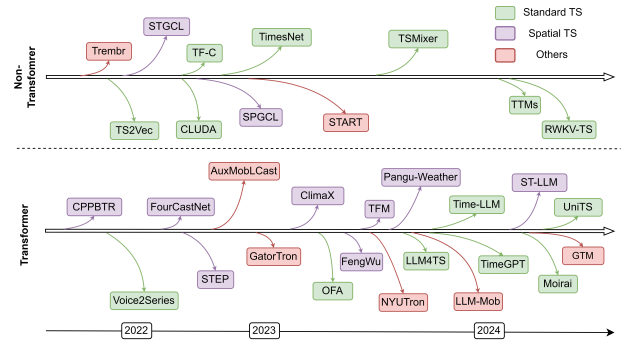 Standard TS
Spatial TS
Others
Non-
Transfomrer
STGCL
Trembr
TF-C
TimesNet
TSMixer
TS2Vec
CLUDA
SPGCL
START
TTMs
RWKV-TS
Transformer
CPPBTR
FourCastNet
AuxMobLCast
ClimaX
TFM
Pangu-Weather
Time-LLM
ST-LLM
UniTS
Voice2Series
STEP
GatorTron
OFA
FengWu
NYUTron
LLM4TS
LLM-Mob
TimeGPT
Moirai
GTM
2022
2023
2024